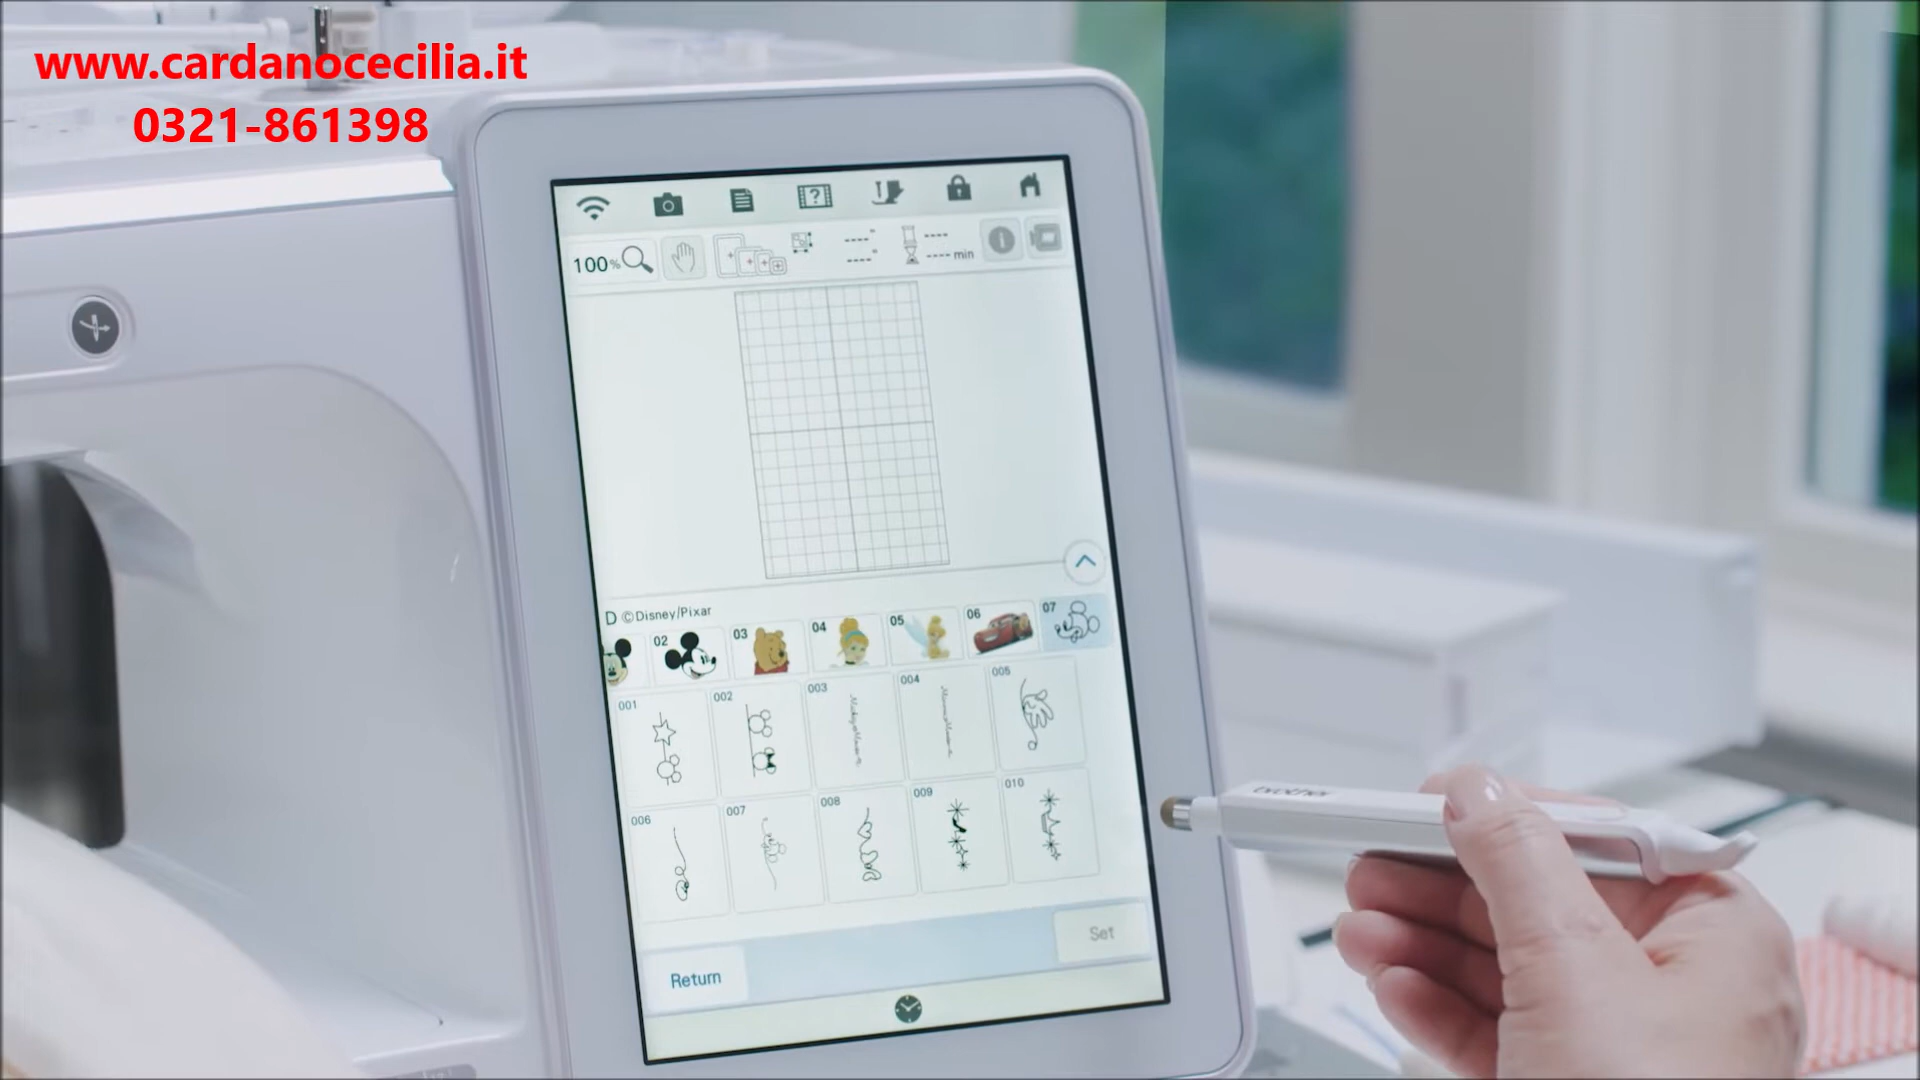 www.cardanocecilia.it
0321-861398
100%
min
D ©Disney/Pixar
02 03 04 05 06 07
001 002 003 004 005
006 007 008 009 010
Set
Return
brother